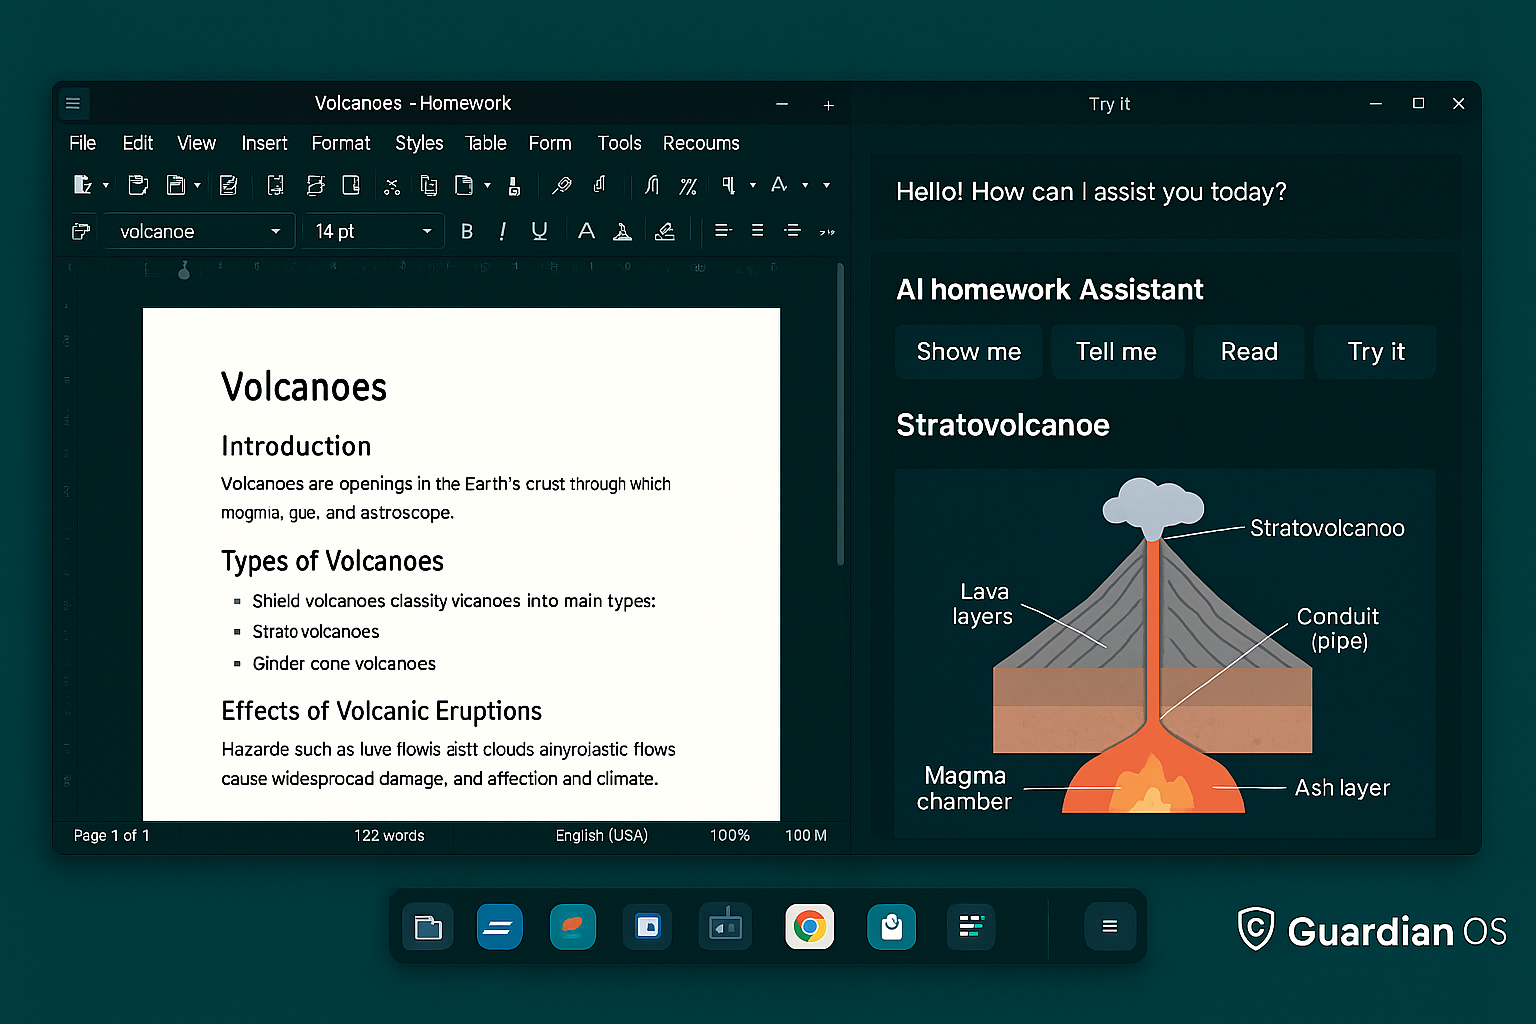 Volcanoes - Homework
File Edit View Insert Format Styles Table Form Tools Recoums
volcanoe 14 pt
Volcanoes
Introduction
Volcanoes are openings in the Earth's crust through which
mogmia, gue, and astroscope.
Types of Volcanoes
Shield volcanoes classity vicanoes into main types:
Strato volcanoes
Ginder cone volcanoes
Effects of Volcanic Eruptions
Hazarde such as luve flowis aistt clouds ainyrojastic flows
cause widesprocad damage, and affection and climate.
Page 1 of 1 122 words English (USA) 100% 100 M
Try it
Hello! How can I assist you today?
AI homework Assistant
Show me Tell me Read Try it
Stratovolcanoe
Stratovolcanoo
Lava
layers
Conduit
(pipe)
Magma
chamber
Ash layer
Guardian OS